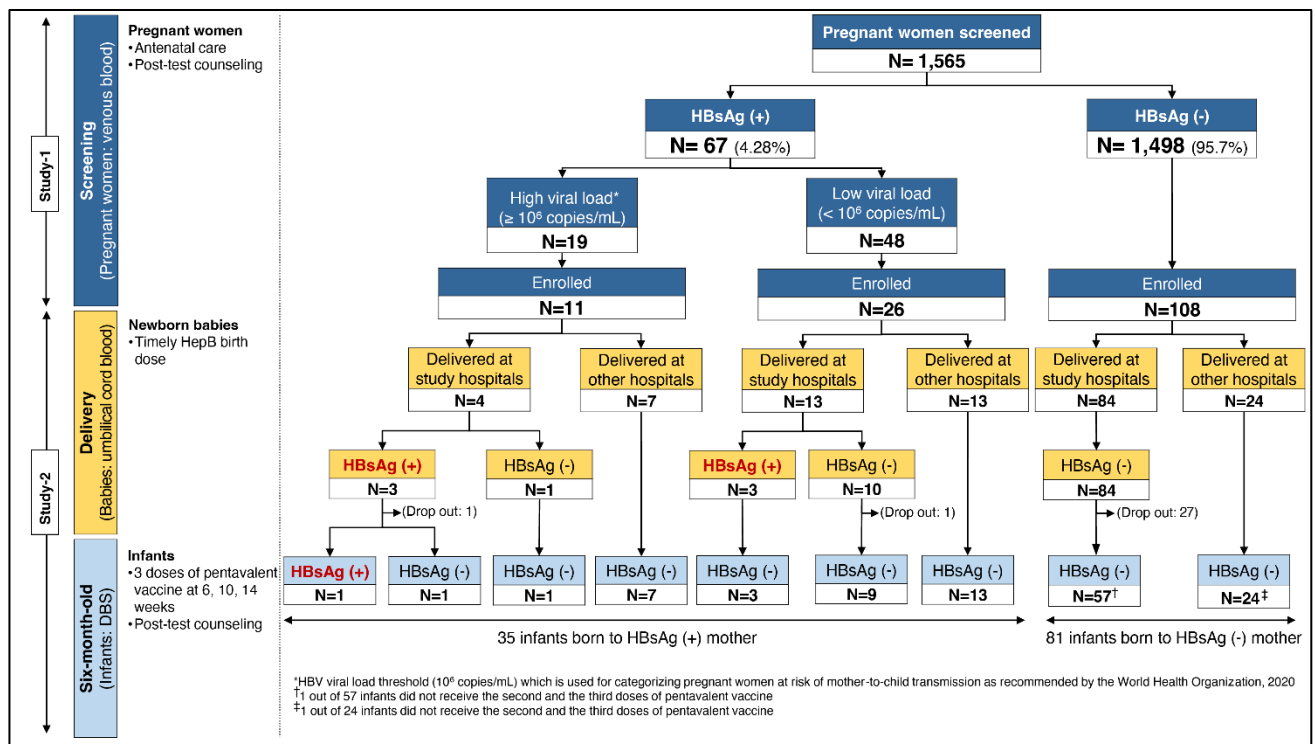 Pregnant women screened
N= 1,565
HBsAg (+)
N= 67 (4.28%)
HBsAg (-)
N= 1,498 (95.7%)
High viral load*
(≥ 10⁶ copies/mL)
N=19
Low viral load
(< 10⁶ copies/mL)
N=48
Enrolled
N=11
Enrolled
N=26
Enrolled
N=108
Study-1
Screening
(Pregnant women: venous blood)
Pregnant women
•Antenatal care
•Post-test counseling
Study-2
Delivery
(Babies: umbilical cord blood)
Newborn babies
•Timely HepB birth
dose
Delivered at
study hospitals
N=4
Delivered at
other hospitals
N=7
Delivered at
study hospitals
N=13
Delivered at
other hospitals
N=13
Delivered at
study hospitals
N=84
Delivered at
other hospitals
N=24
HBsAg (+)
N=3
HBsAg (-)
N=1
HBsAg (+)
N=3
HBsAg (-)
N=10
HBsAg (-)
N=84
(Drop out: 1)
(Drop out: 1)
(Drop out: 27)
Six-month-old
(Infants: DBS)
Infants
•3 doses of pentavalent
vaccine at 6, 10, 14
weeks
•Post-test counseling
HBsAg (+)
N=1
HBsAg (-)
N=1
HBsAg (-)
N=1
HBsAg (-)
N=7
HBsAg (-)
N=3
HBsAg (-)
N=9
HBsAg (-)
N=13
HBsAg (-)
N=57†
HBsAg (-)
N=24‡
35 infants born to HBsAg (+) mother
81 infants born to HBsAg (-) mother
*HBV viral load threshold (10⁶ copies/mL) which is used for categorizing pregnant women at risk of mother-to-child transmission as recommended by the World Health Organization, 2020
†1 out of 57 infants did not receive the second and the third doses of pentavalent vaccine
‡1 out of 24 infants did not receive the second and the third doses of pentavalent vaccine